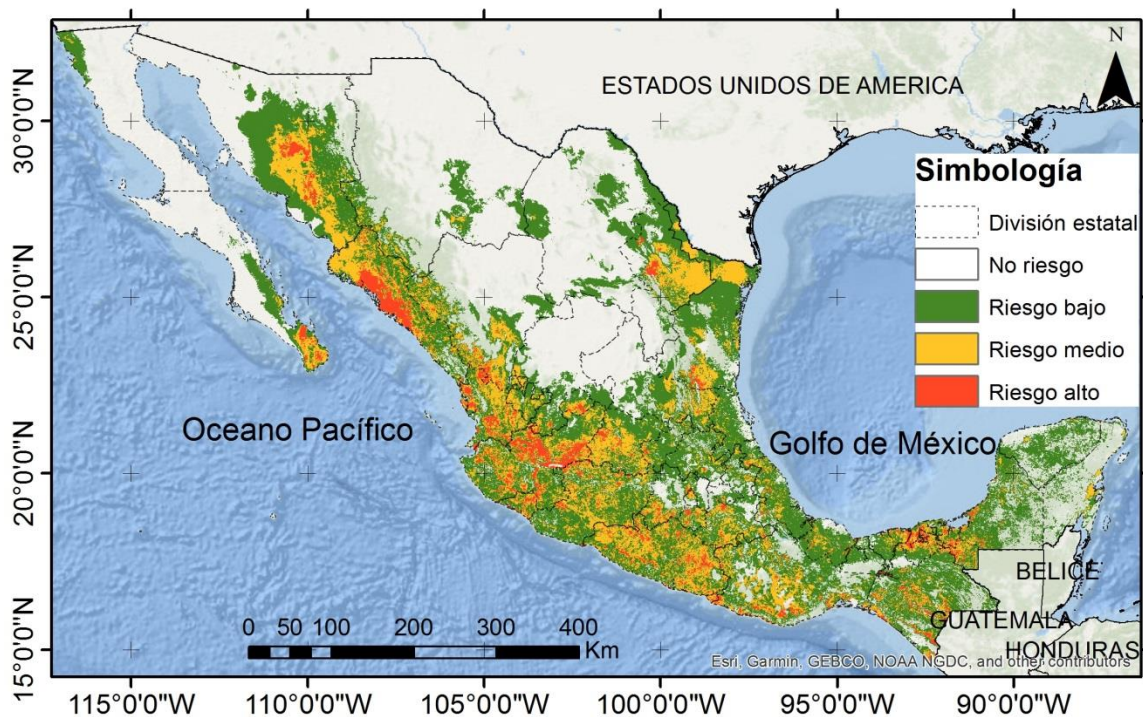 N
ESTADOS UNIDOS DE AMERICA
30°0'0"N
25°0'0"N
20°0'0"N
15°0'0"N
Simbología
División estatal
No riesgo
Riesgo bajo
Riesgo medio
Riesgo alto
Oceano Pacífico
Golfo de México
BELICE
GUATEMALA
HONDURAS
0 50 100 200 300 400
Km
Esri, Garmin, GEBCO, NOAA NGDC, and other contributors
115°0'0"W 110°0'0"W 105°0'0"W 100°0'0"W 95°0'0"W 90°0'0"W